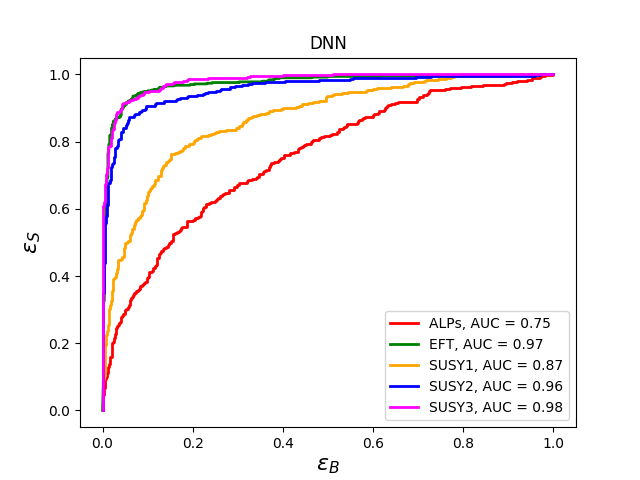 DNN
1.0
0.8
0.6
0.4
0.2
0.0
ε_S
0.0 0.2 0.4 0.6 0.8 1.0
ε_B
ALPs, AUC = 0.75
EFT, AUC = 0.97
SUSY1, AUC = 0.87
SUSY2, AUC = 0.96
SUSY3, AUC = 0.98